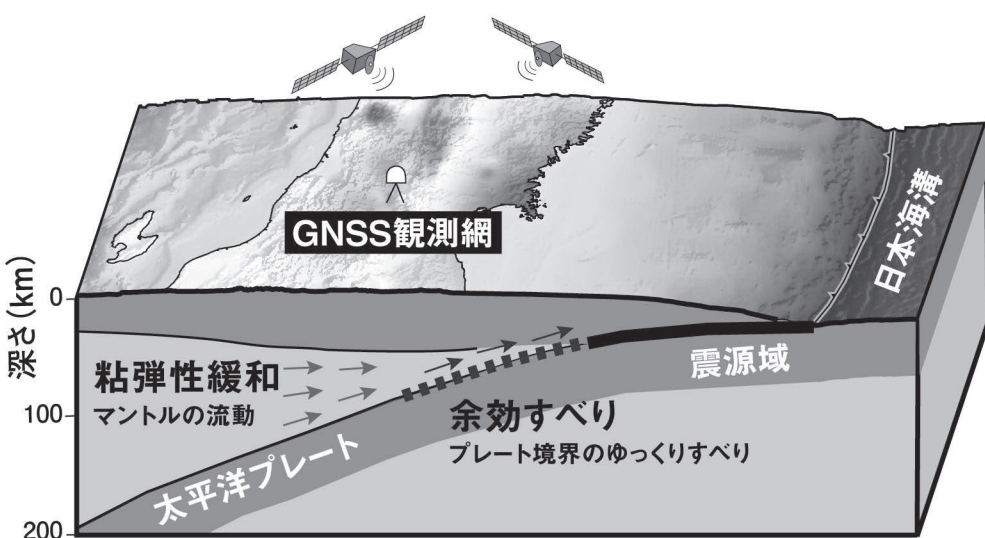 GNSS観測網
日本海溝
深さ(km)
0
100
200
粘弾性緩和
マントルの流動
震源域
余効すべり
プレート境界のゆっくりすべり
太平洋プレート